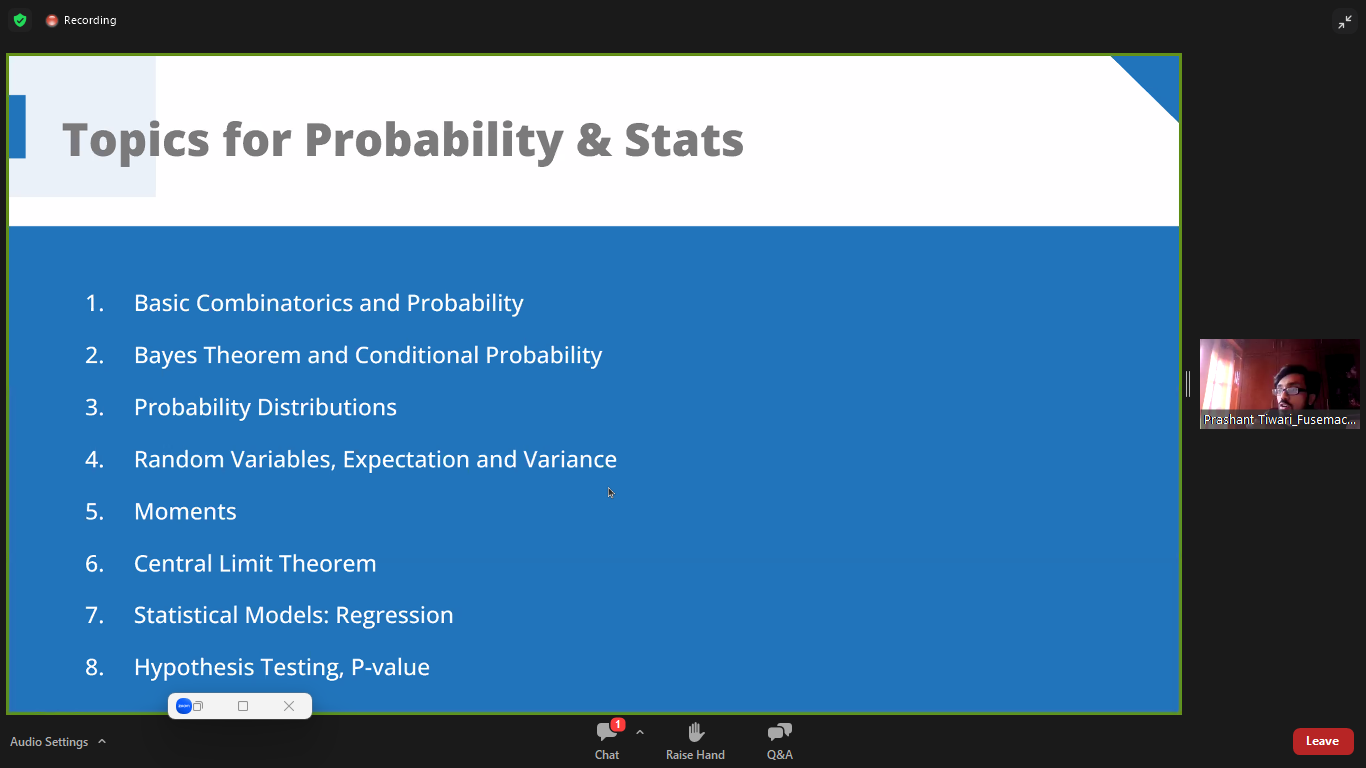 Recording
Topics for Probability & Stats
1. Basic Combinatorics and Probability
2. Bayes Theorem and Conditional Probability
3. Probability Distributions
4. Random Variables, Expectation and Variance
5. Moments
6. Central Limit Theorem
7. Statistical Models: Regression
8. Hypothesis Testing, P-value
Prashant Tiwari_Fusemac...
zoom
Audio Settings
1
Chat
Raise Hand
Q&A
Leave